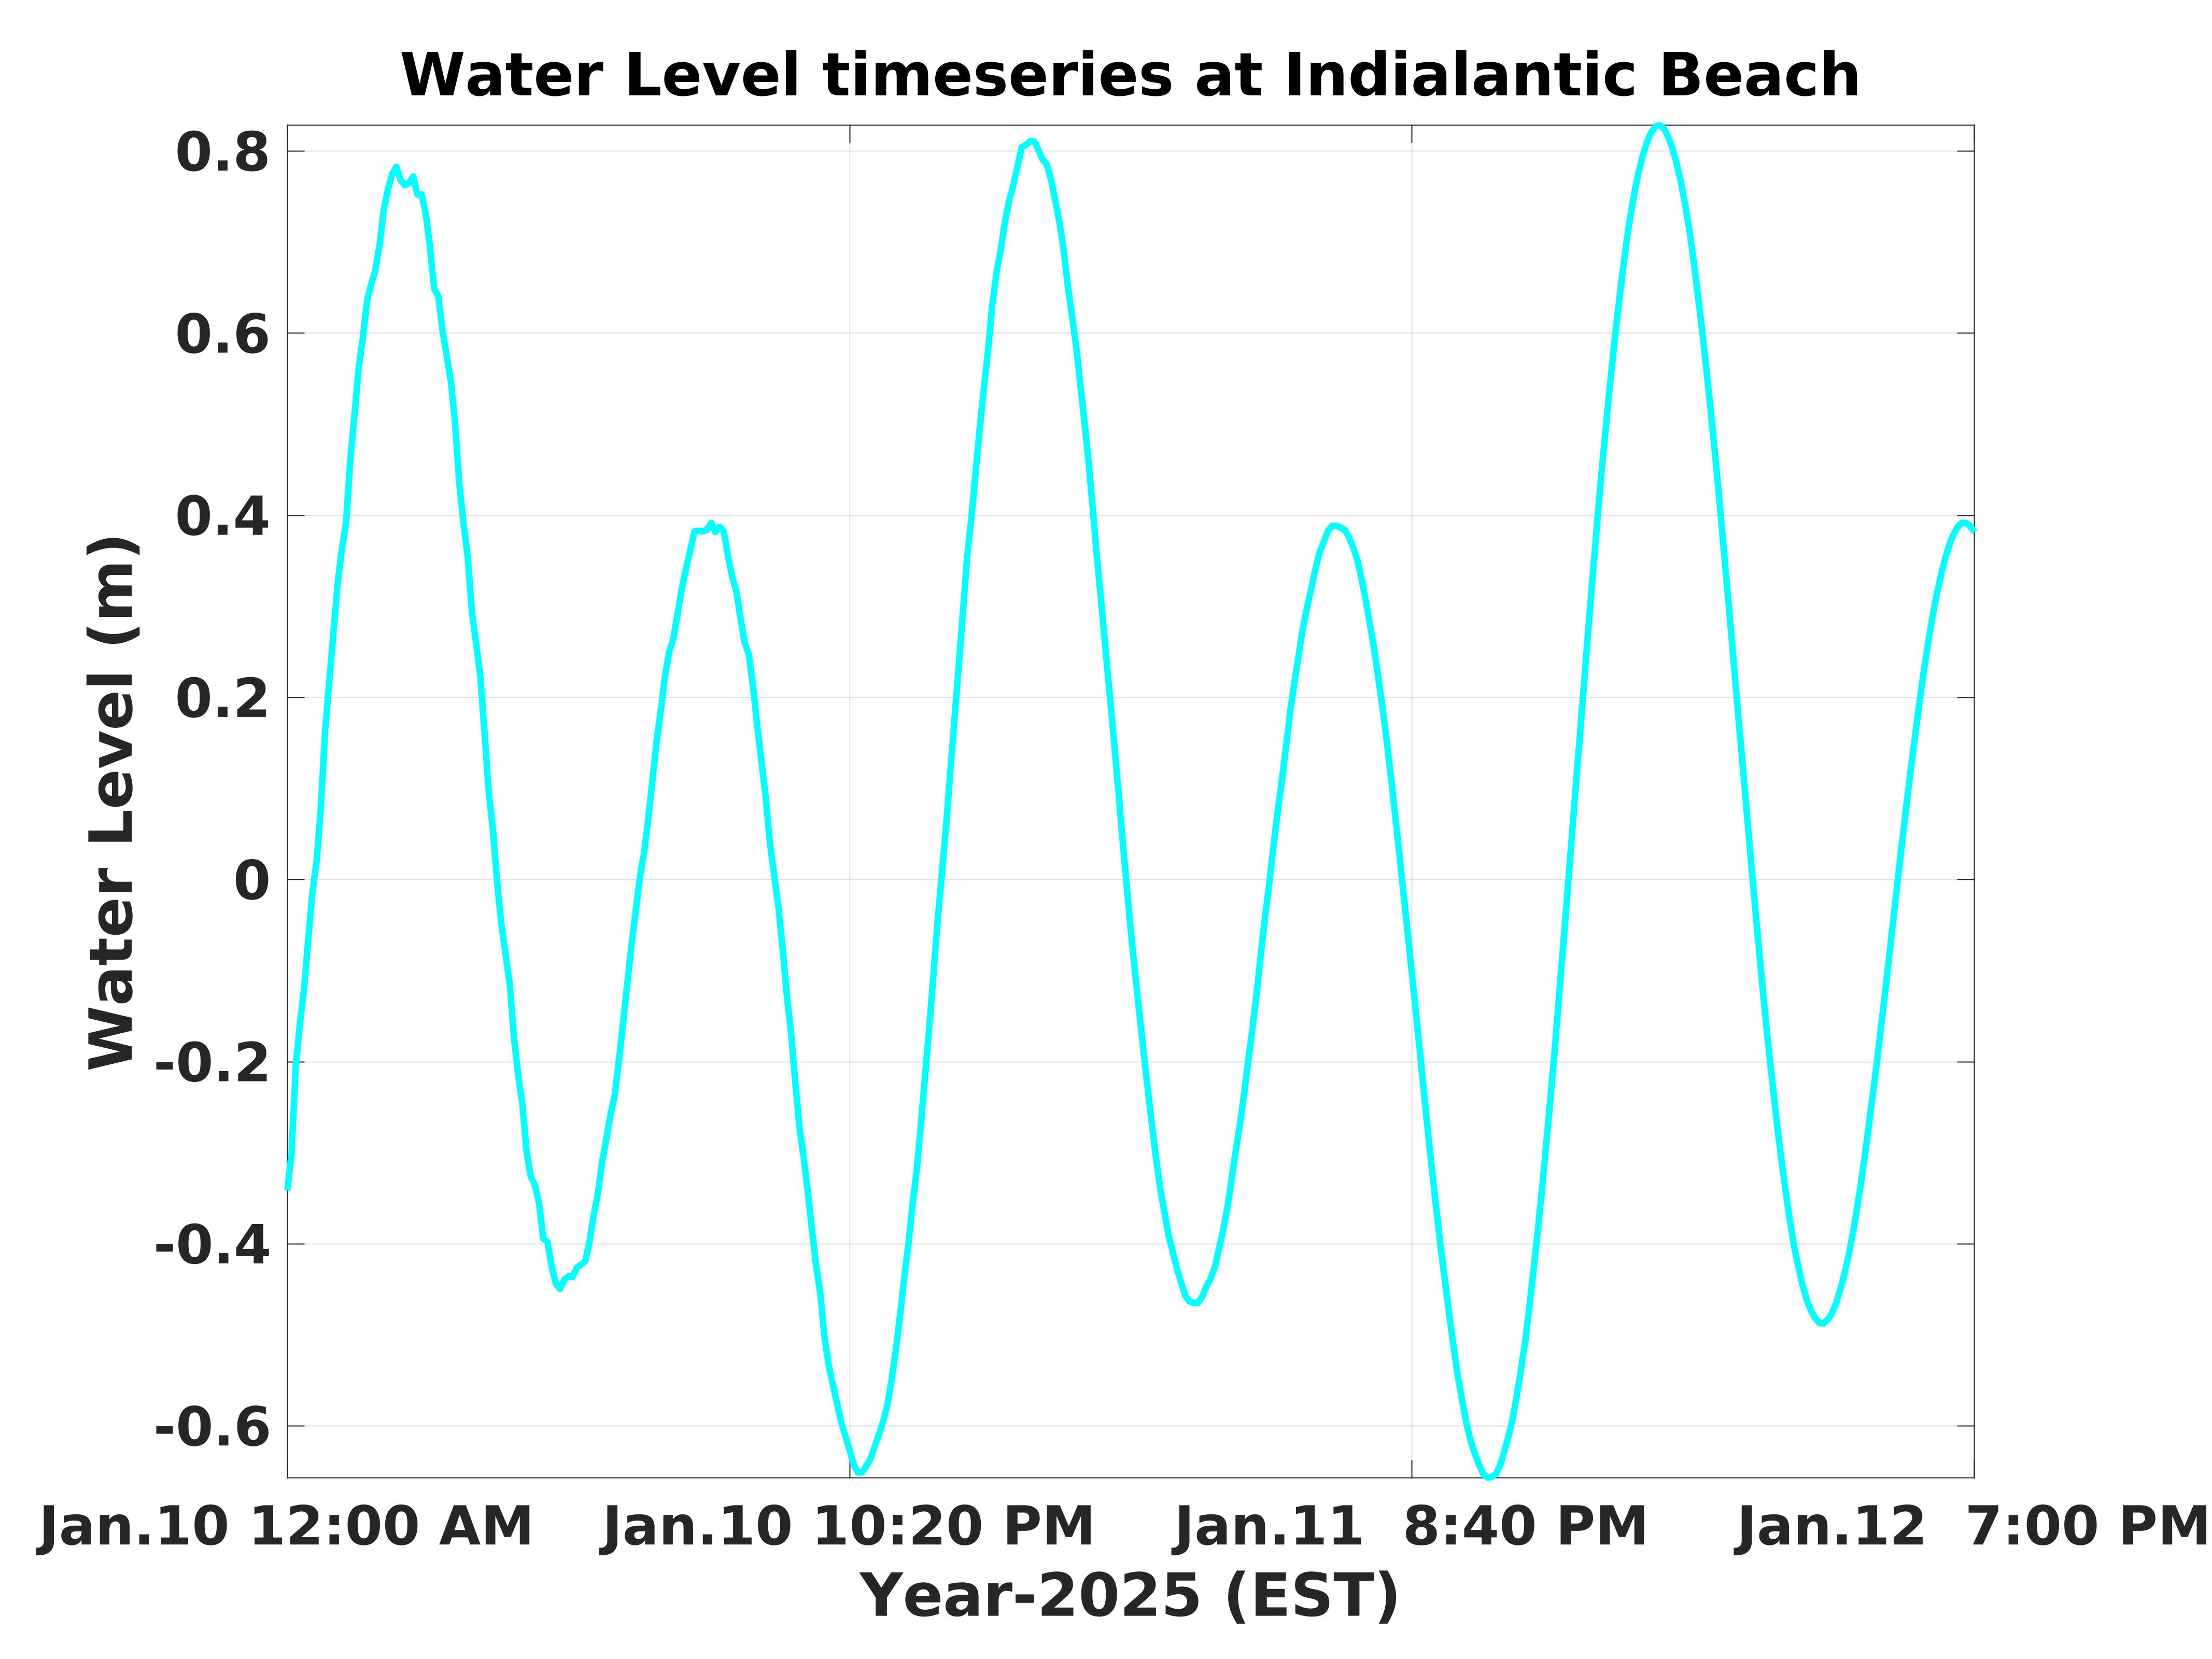 Water Level timeseries at Indialantic Beach
Water Level (m)
0.8
0.6
0.4
0.2
0
-0.2
-0.4
-0.6
Jan.10 12:00 AM Jan.10 10:20 PM Jan.11 8:40 PM Jan.12 7:00 PM
Year-2025 (EST)